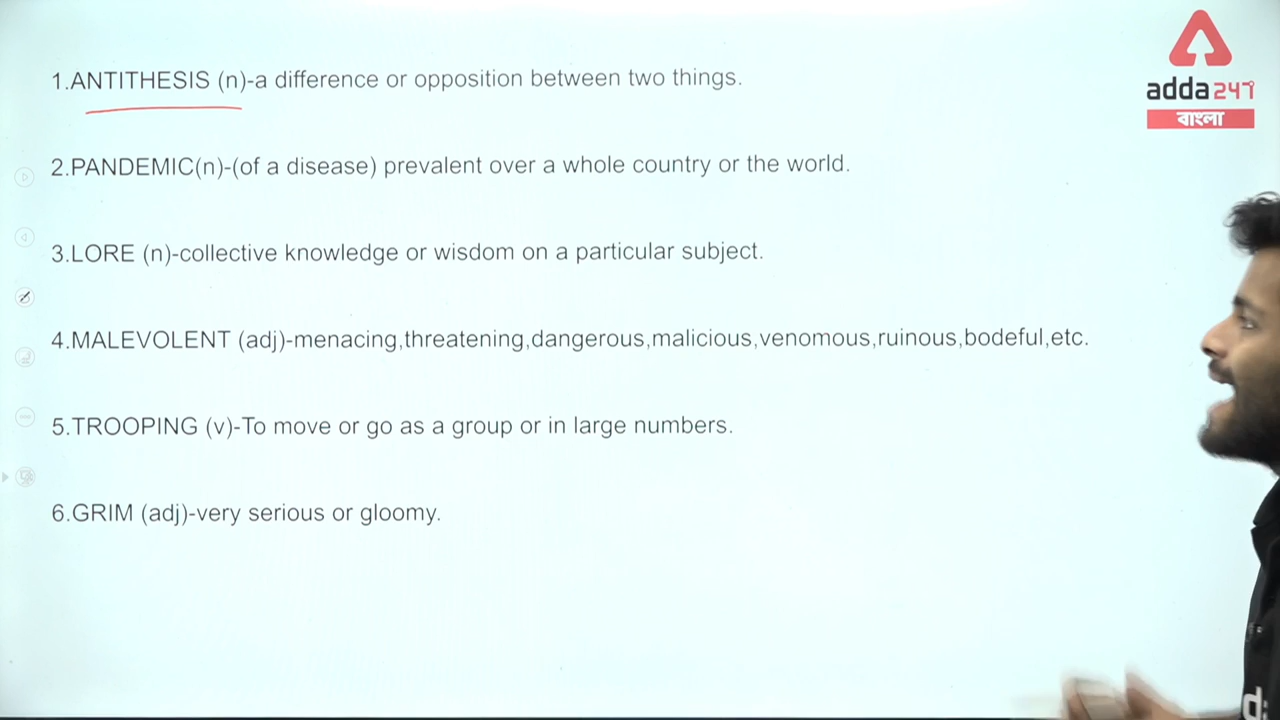 1.ANTITHESIS (n)-a difference or opposition between two things.
adda247
বাংলা
2.PANDEMIC(n)-(of a disease) prevalent over a whole country or the world.
3.LORE (n)-collective knowledge or wisdom on a particular subject.
4.MALEVOLENT (adj)-menacing,threatening,dangerous,malicious,venomous,ruinous,bodeful,etc.
5.TROOPING (v)-To move or go as a group or in large numbers.
6.GRIM (adj)-very serious or gloomy.
d: